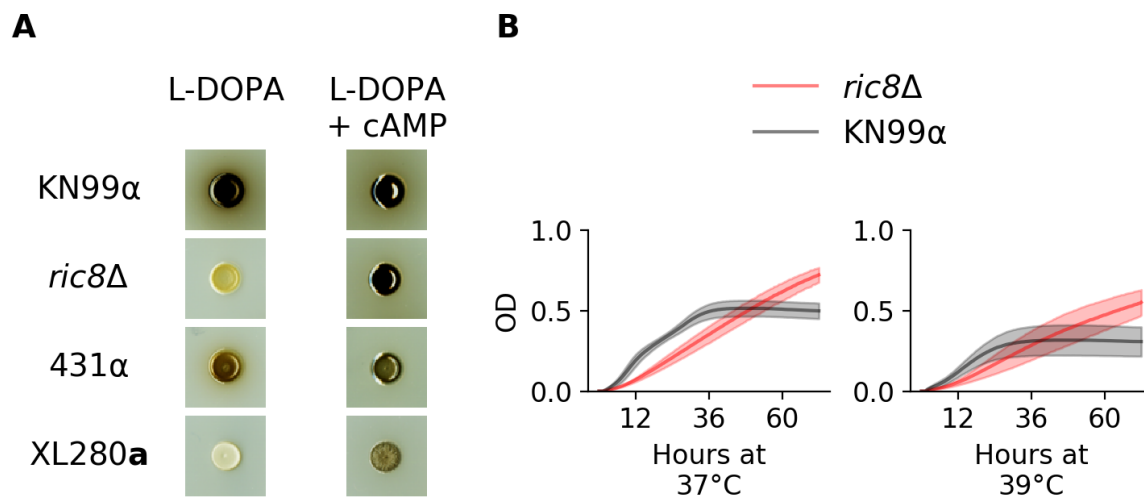 A
B
L-DOPA
L-DOPA
+ cAMP
KN99α
ric8Δ
431α
XL280a
ric8Δ
KN99α
OD
1.0
0.5
0.0
12
36
60
Hours at
37°C
1.0
0.5
0.0
12
36
60
Hours at
39°C